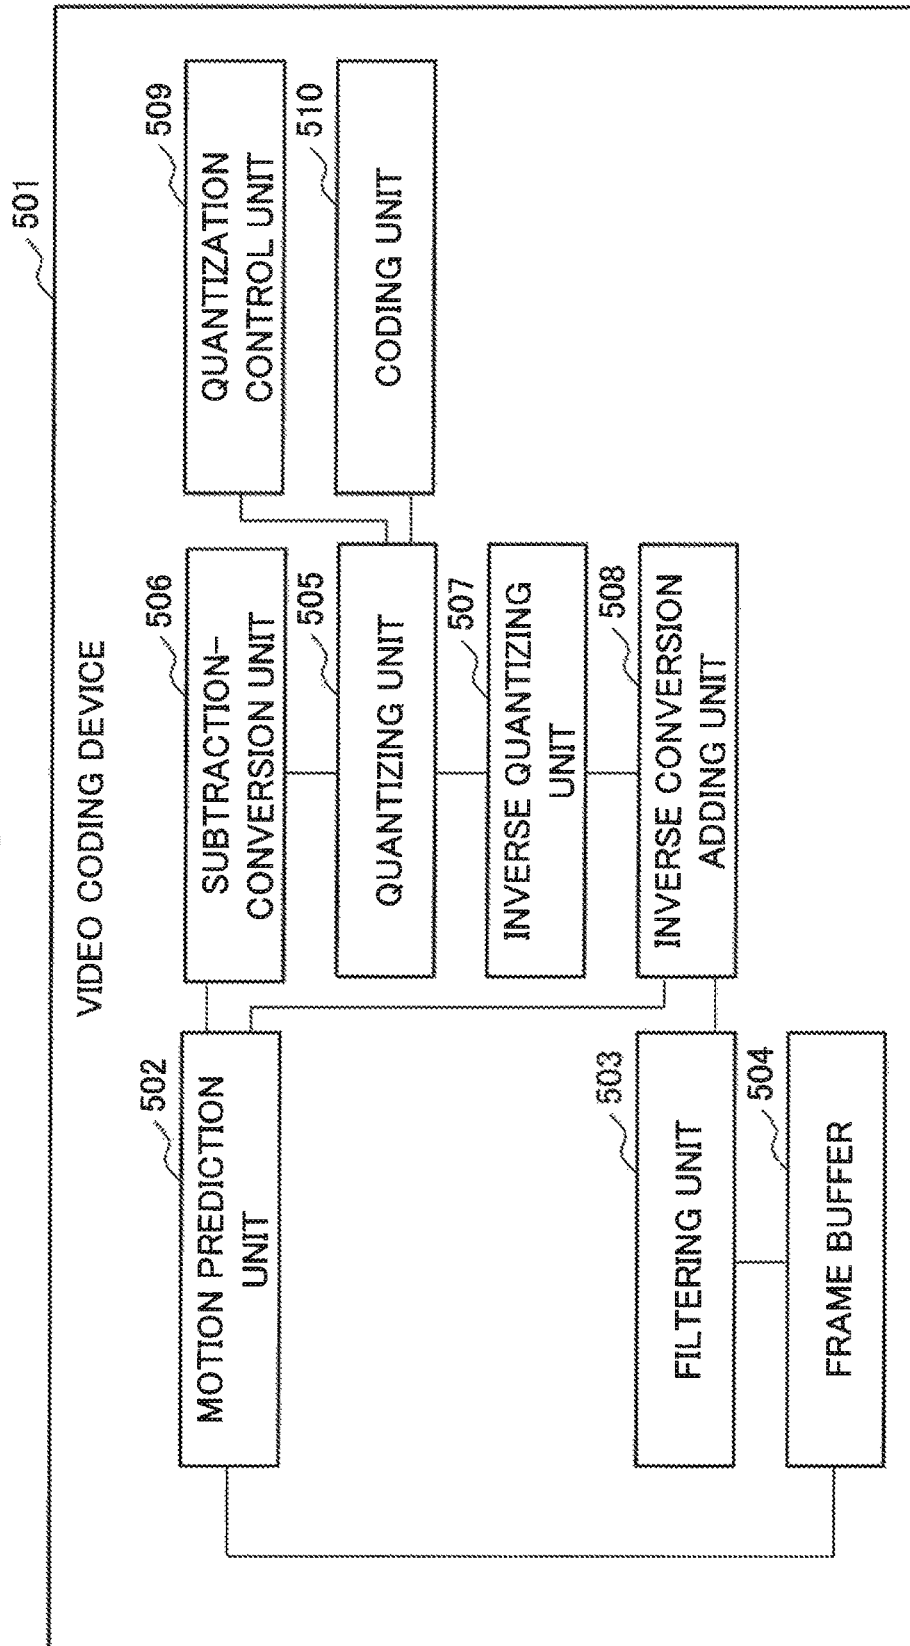 501
VIDEO CODING DEVICE
502
MOTION PREDICTION
UNIT
506
SUBTRACTION-
CONVERSION UNIT
509
QUANTIZATION
CONTROL UNIT
505
QUANTIZING UNIT
510
CODING UNIT
507
INVERSE QUANTIZING
UNIT
503
FILTERING UNIT
508
INVERSE CONVERSION
ADDING UNIT
504
FRAME BUFFER